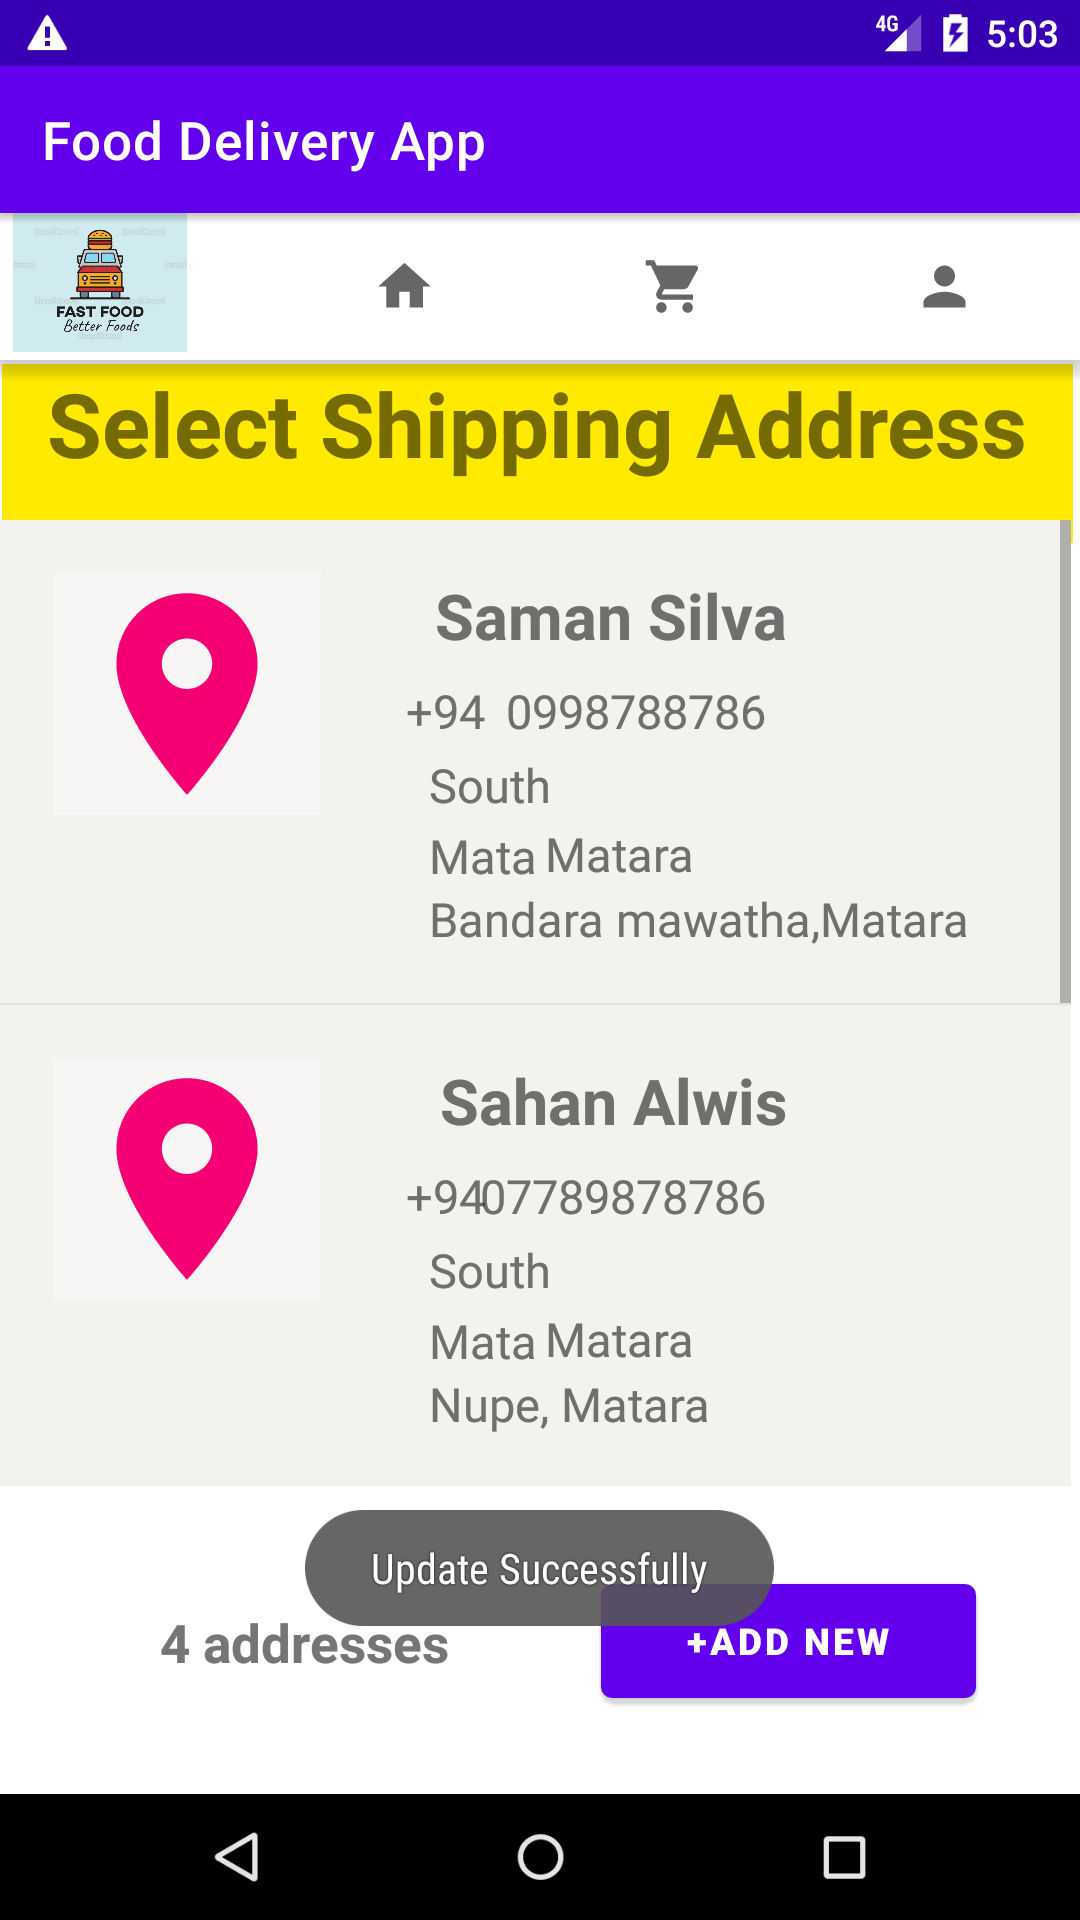 4G 5:03
Food Delivery App
FAST FOOD
Better Foods
Select Shipping Address
Saman Silva
+94 0998788786
South
Mata Matara
Bandara mawatha,Matara
Sahan Alwis
+9407789878786
South
Mata Matara
Nupe, Matara
Update Successfully
4 addresses
+ADD NEW